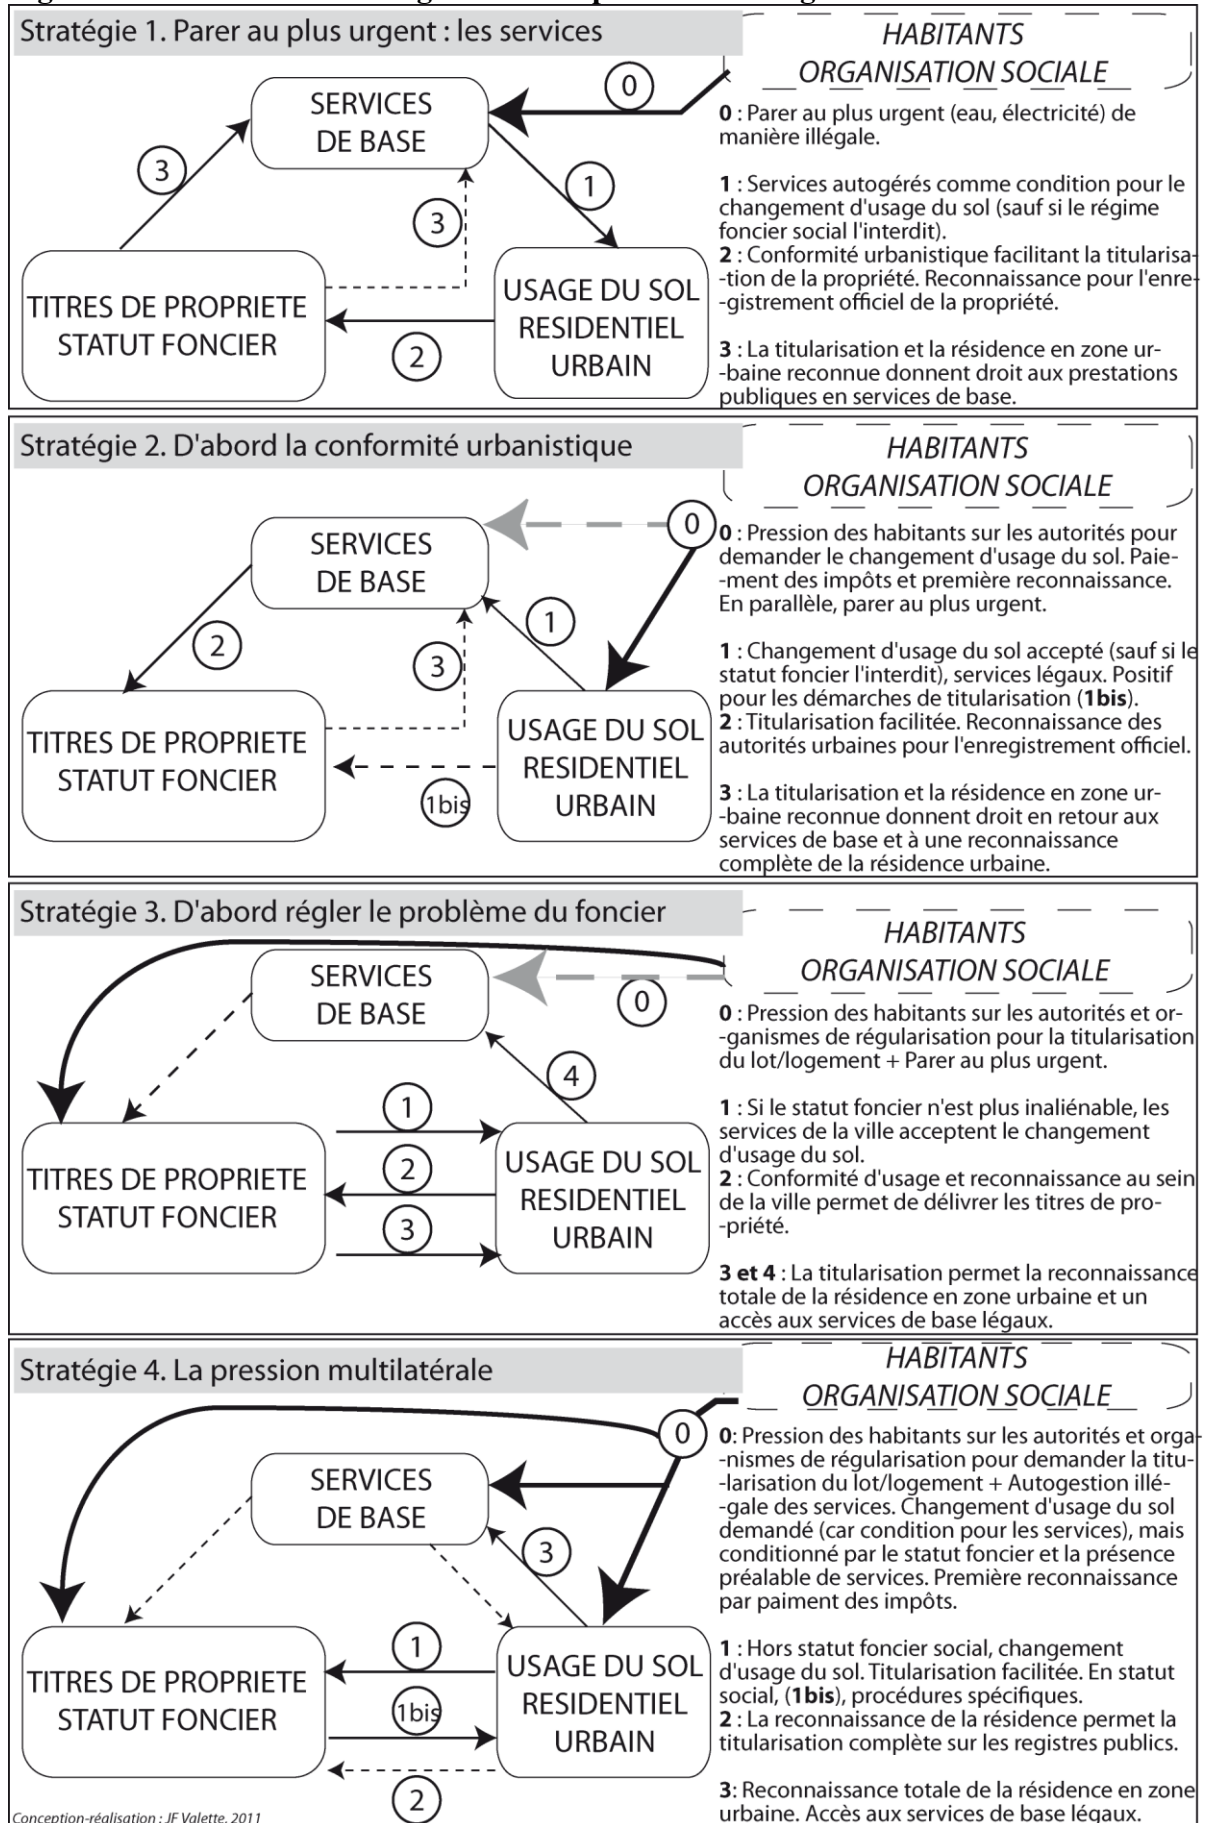 Stratégie 1. Parer au plus urgent : les services
HABITANTS
ORGANISATION SOCIALE
0
SERVICES
DE BASE
3
1
3
TITRES DE PROPRIETE
STATUT FONCIER
USAGE DU SOL
RESIDENTIEL
URBAIN
2
0 : Parer au plus urgent (eau, électricité) de
manière illégale.
1 : Services autogérés comme condition pour le
changement d'usage du sol (sauf si le régime
foncier social l'interdit).
2 : Conformité urbanistique facilitant la titularisa-
-tion de la propriété. Reconnaissance pour l'enre-
-gistrement officiel de la propriété.
3 : La titularisation et la résidence en zone ur-
-baine reconnue donnent droit aux prestations
publiques en services de base.
Stratégie 2. D'abord la conformité urbanistique
HABITANTS
ORGANISATION SOCIALE
0
SERVICES
DE BASE
1
2
3
TITRES DE PROPRIETE
STATUT FONCIER
USAGE DU SOL
RESIDENTIEL
URBAIN
1bis
0 : Pression des habitants sur les autorités pour
demander le changement d'usage du sol. Paie-
-ment des impôts et première reconnaissance.
En parallèle, parer au plus urgent.
1 : Changement d'usage du sol accepté (sauf si le
statut foncier l'interdit), services légaux. Positif
pour les démarches de titularisation (1bis).
2 : Titularisation facilitée. Reconnaissance des
autorités urbaines pour l'enregistrement officiel.
3 : La titularisation et la résidence en zone ur-
-baine reconnue donnent droit en retour aux
services de base et à une reconnaissance
complète de la résidence urbaine.
Stratégie 3. D'abord régler le problème du foncier
HABITANTS
ORGANISATION SOCIALE
SERVICES
DE BASE
0
4
1
2
3
TITRES DE PROPRIETE
STATUT FONCIER
USAGE DU SOL
RESIDENTIEL
URBAIN
0 : Pression des habitants sur les autorités et or-
-ganismes de régularisation pour la titularisation
du lot/logement + Parer au plus urgent.
1 : Si le statut foncier n'est plus inaliénable, les
services de la ville acceptent le changement
d'usage du sol.
2 : Conformité d'usage et reconnaissance au sein
de la ville permet de délivrer les titres de pro-
-priété.
3 et 4 : La titularisation permet la reconnaissance
totale de la résidence en zone urbaine et un
accès aux services de base légaux.
Stratégie 4. La pression multilatérale
HABITANTS
ORGANISATION SOCIALE
0
SERVICES
DE BASE
3
1
1bis
2
TITRES DE PROPRIETE
STATUT FONCIER
USAGE DU SOL
RESIDENTIEL
URBAIN
0: Pression des habitants sur les autorités et orga-
-nismes de régularisation pour demander la titu-
-larisation du lot/logement + Autogestion illé-
-gale des services. Changement d'usage du sol
demandé (car condition pour les services), mais
conditionné par le statut foncier et la présence
préalable de services. Première reconnaissance
par paiment des impôts.
1 : Hors statut foncier social, changement
d'usage du sol. Titularisation facilitée. En statut
social, (1bis), procédures spécifiques.
2 : La reconnaissance de la résidence permet la
titularisation complète sur les registres publics.
3: Reconnaissance totale de la résidence en zone
urbaine. Accès aux services de base légaux.
Conception-réalisation : JF Valette, 2011